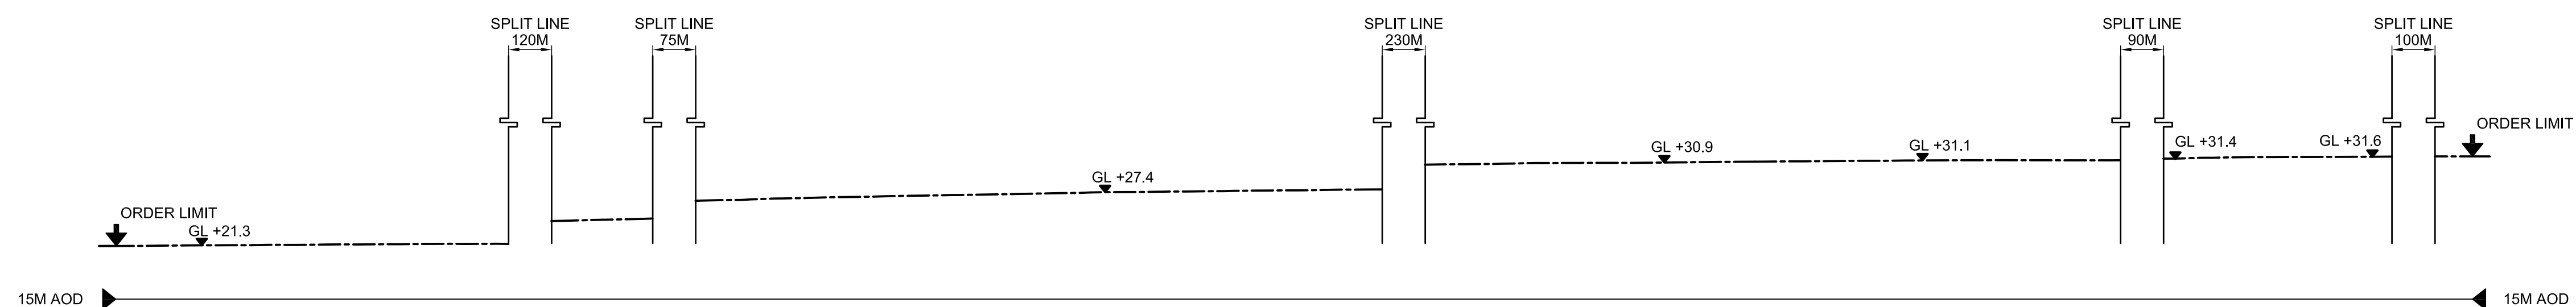 SPLIT LINE
120M
SPLIT LINE
75M
SPLIT LINE
230M
SPLIT LINE
90M
SPLIT LINE
100M
ORDER LIMIT
GL +21.3
GL +27.4
GL +30.9
GL +31.1
GL +31.4
GL +31.6
ORDER LIMIT
15M AOD
15M AOD